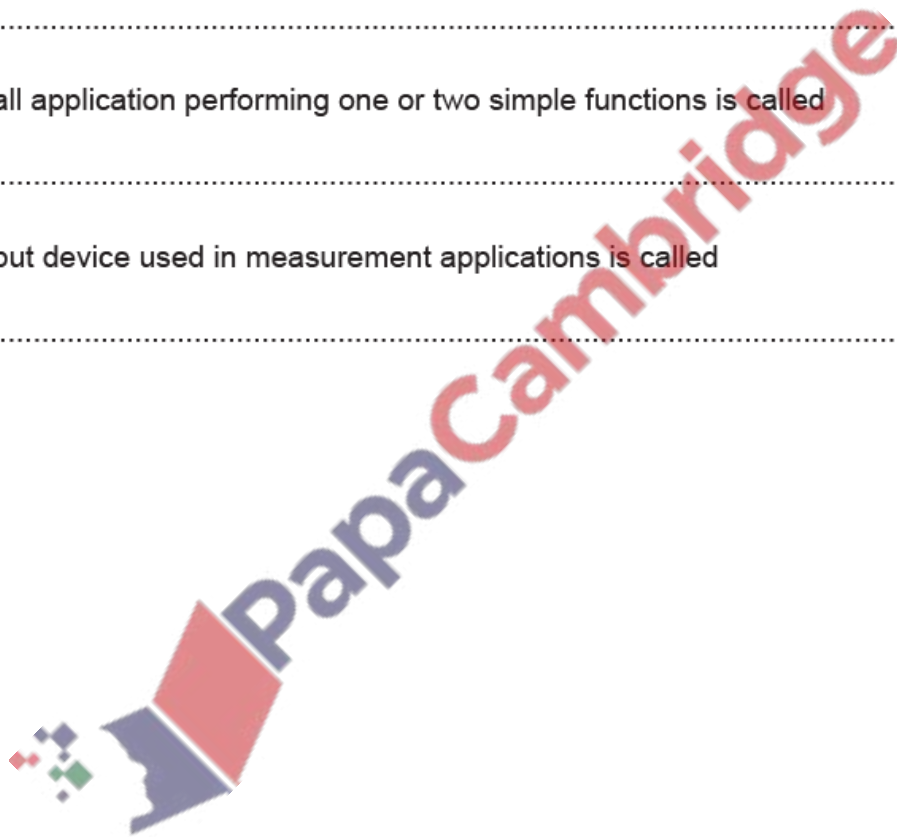 all application performing one or two simple functions is called
out device used in measurement applications is called
PapaCambridge